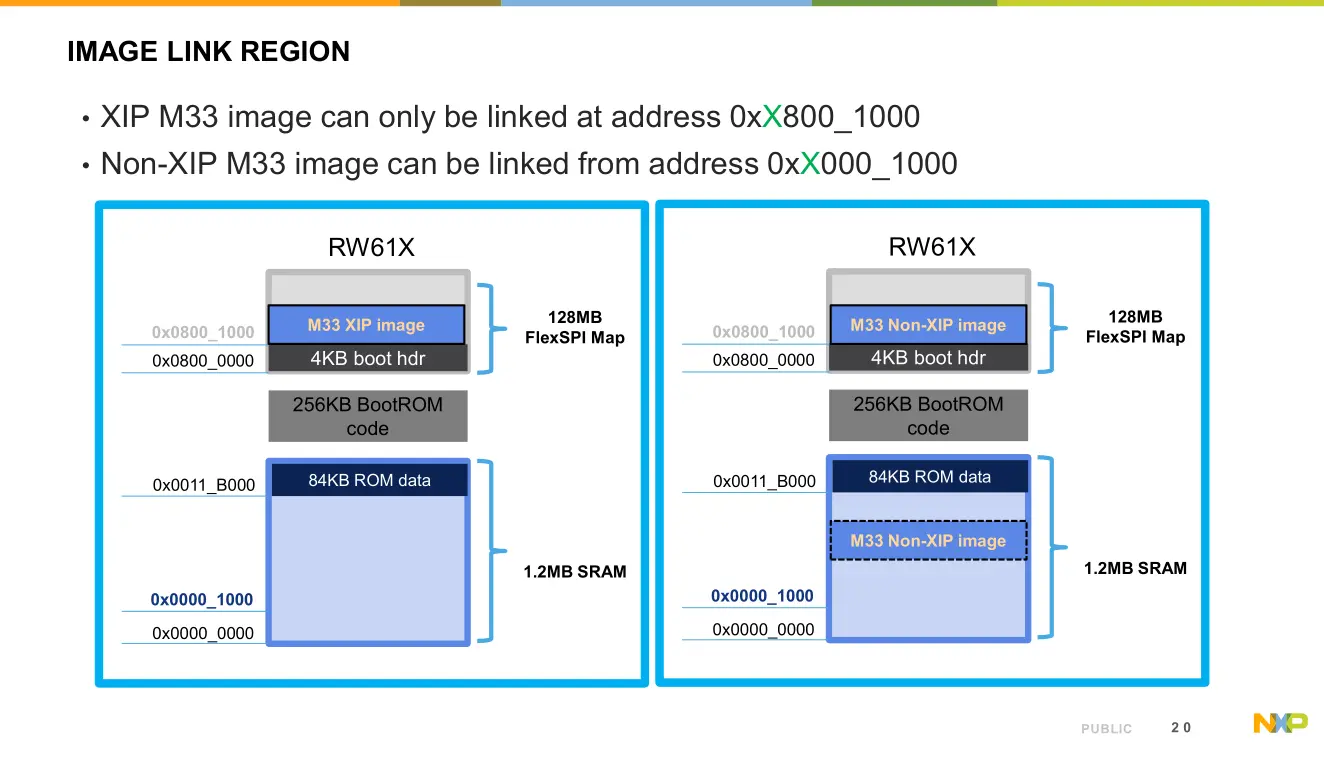 IMAGE LINK REGION
• XIP M33 image can only be linked at address 0xX800_1000
• Non-XIP M33 image can be linked from address 0xX000_1000
RW61X
M33 XIP image
0x0800_1000
4KB boot hdr
0x0800_0000
128MB
FlexSPI Map
256KB BootROM
code
84KB ROM data
0x0011_B000
1.2MB SRAM
0x0000_1000
0x0000_0000
RW61X
M33 Non-XIP image
0x0800_1000
4KB boot hdr
0x0800_0000
128MB
FlexSPI Map
256KB BootROM
code
84KB ROM data
0x0011_B000
M33 Non-XIP image
1.2MB SRAM
0x0000_1000
0x0000_0000
PUBLIC
20
NXP